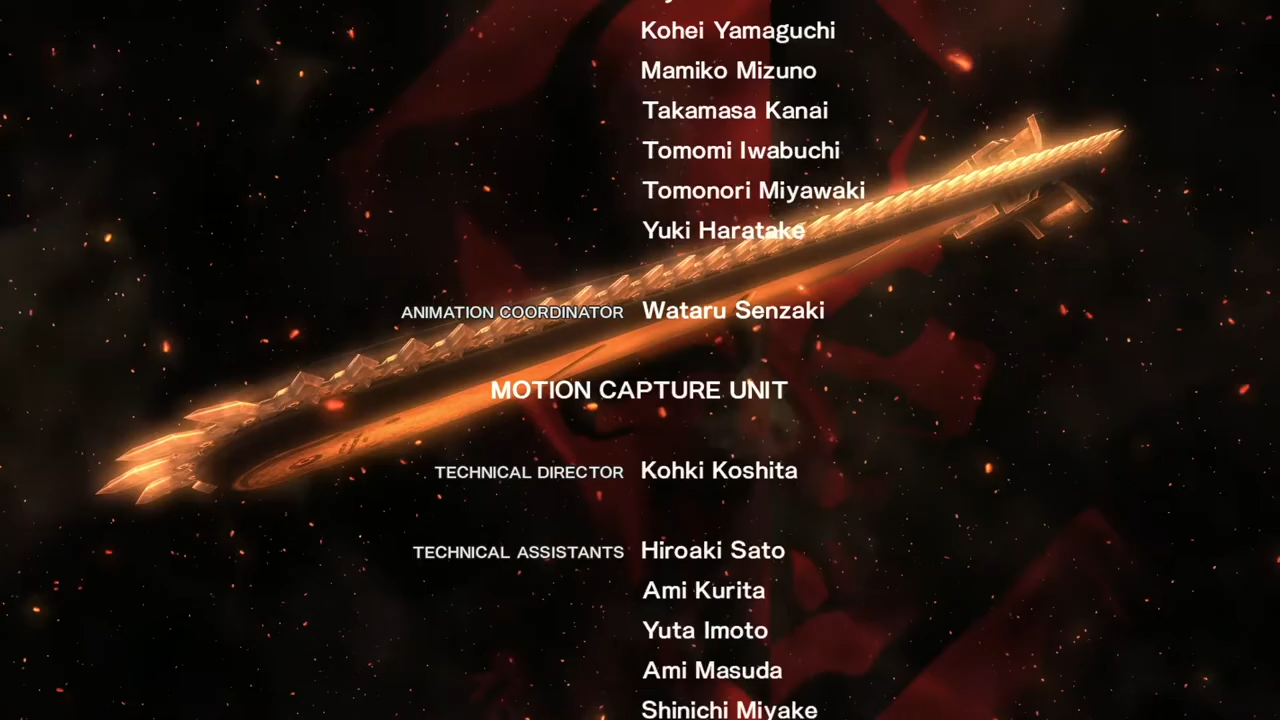 Kohei Yamaguchi
Mamiko Mizuno
Takamasa Kanai
Tomomi Iwabuchi
Tomonori Miyawaki
Yuki Haratake
ANIMATION COORDINATOR Wataru Senzaki
MOTION CAPTURE UNIT
TECHNICAL DIRECTOR Kohki Koshita
TECHNICAL ASSISTANTS Hiroaki Sato
Ami Kurita
Yuta Imoto
Ami Masuda
Shinichi Miyake